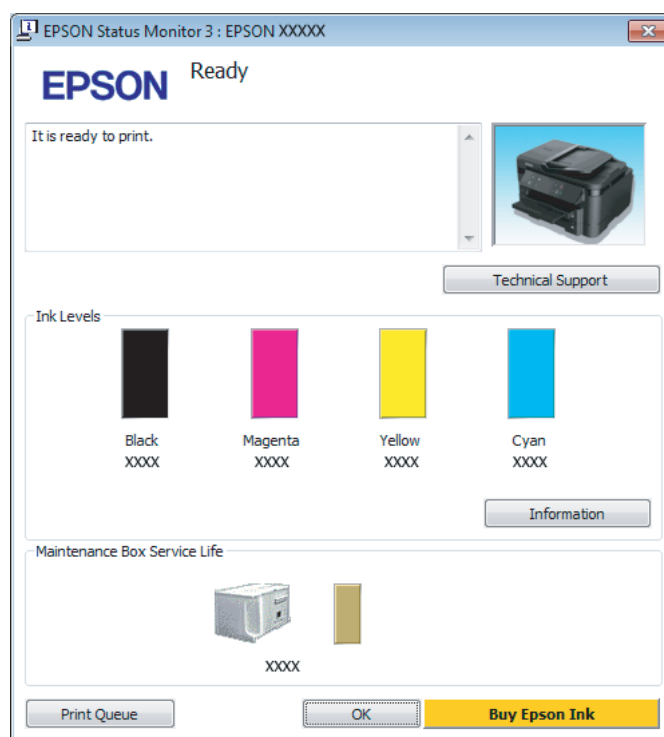 EPSON Status Monitor 3 : EPSON XXXXX
EPSON
Ready
It is ready to print.
Technical Support
Ink Levels
Black Magenta Yellow Cyan
XXXX XXXX XXXX XXXX
Information
Maintenance Box Service Life
XXXX
Print Queue OK Buy Epson Ink